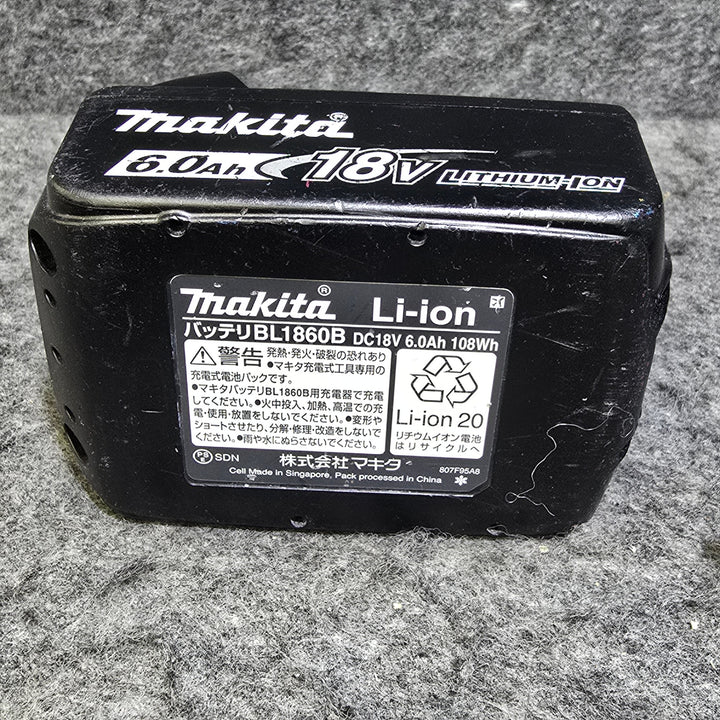 makita
6.0Ah 18V LITHIUM-ION
makita® Li-ion
バッテリBL1860B DC18V 6.0Ah 108Wh
警告 発熱・発火・破裂の恐れあり
●マキタ充電式工具専用の
充電式電池パックです。
●マキタバッテリBL1860B用充電器で充電
してください。●火中投入、加熱、高温での充
電・使用・放置をしないでください。●変形や
ショートさせたり、分解・修理・改造をしないで
ください。●雨や水にぬらさないでください。
Li-ion 20
リチウムイオン電池
はリサイクルへ
PS E SDN 株式会社マキタ 807F95A8
Cell Made in Singapore, Pack processed in China ✻